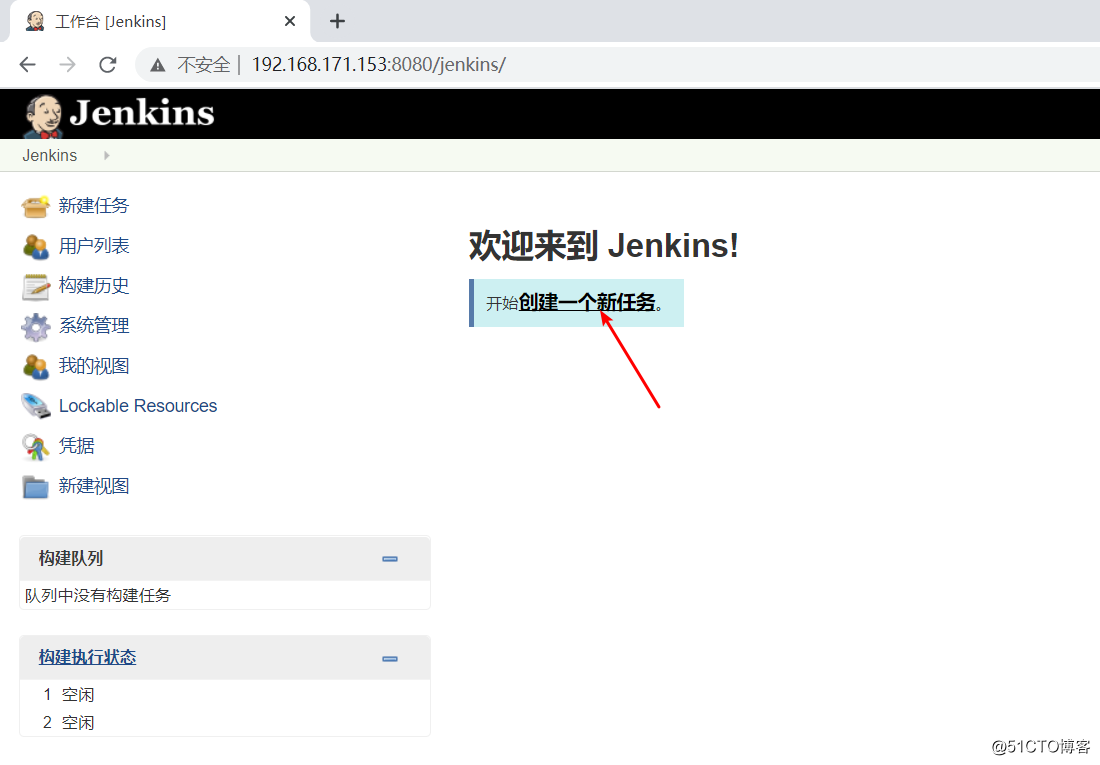 工作台 [Jenkins]
不安全 | 192.168.171.153:8080/jenkins/
Jenkins
Jenkins
新建任务
用户列表
构建历史
系统管理
我的视图
Lockable Resources
凭据
新建视图
欢迎来到 Jenkins!
开始创建一个新任务。
构建队列
队列中没有构建任务
构建执行状态
1 空闲
2 空闲
@51CTO博客